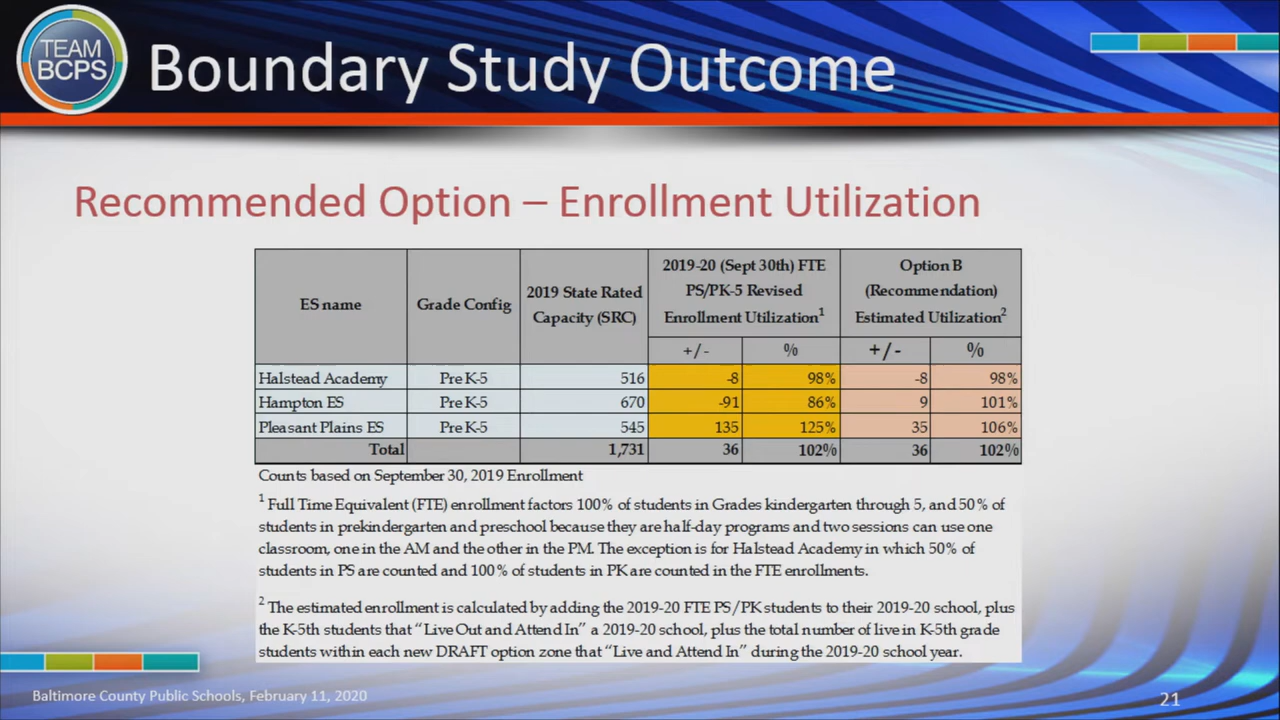 TEAM
BCPS
Boundary Study Outcome
Recommended Option – Enrollment Utilization
ES name
Grade Config
2019 State Rated
Capacity (SRC)
2019-20 (Sept 30th) FTE
PS/PK-5 Revised
Enrollment Utilization1
Option B
(Recommendation)
Estimated Utilization2
+/- % +/- %
Halstead Academy Pre K-5 516 -8 98% -8 98%
Hampton ES Pre K-5 670 -91 86% 9 101%
Pleasant Plains ES Pre K-5 545 135 125% 35 106%
Total 1,731 36 102% 36 102%
Counts based on September 30, 2019 Enrollment
1 Full Time Equivalent (FTE) enrollment factors 100% of students in Grades kindergarten through 5, and 50% of
students in prekindergarten and preschool because they are half-day programs and two sessions can use one
classroom, one in the AM and the other in the PM. The exception is for Halstead Academy in which 50% of
students in PS are counted and 100% of students in PK are counted in the FTE enrollments.
2 The estimated enrollment is calculated by adding the 2019-20 FTE PS/PK students to their 2019-20 school, plus
the K-5th students that “Live Out and Attend In” a 2019-20 school, plus the total number of live in K-5th grade
students within each new DRAFT option zone that “Live and Attend In” during the 2019-20 school year.
Baltimore County Public Schools, February 11, 2020
21